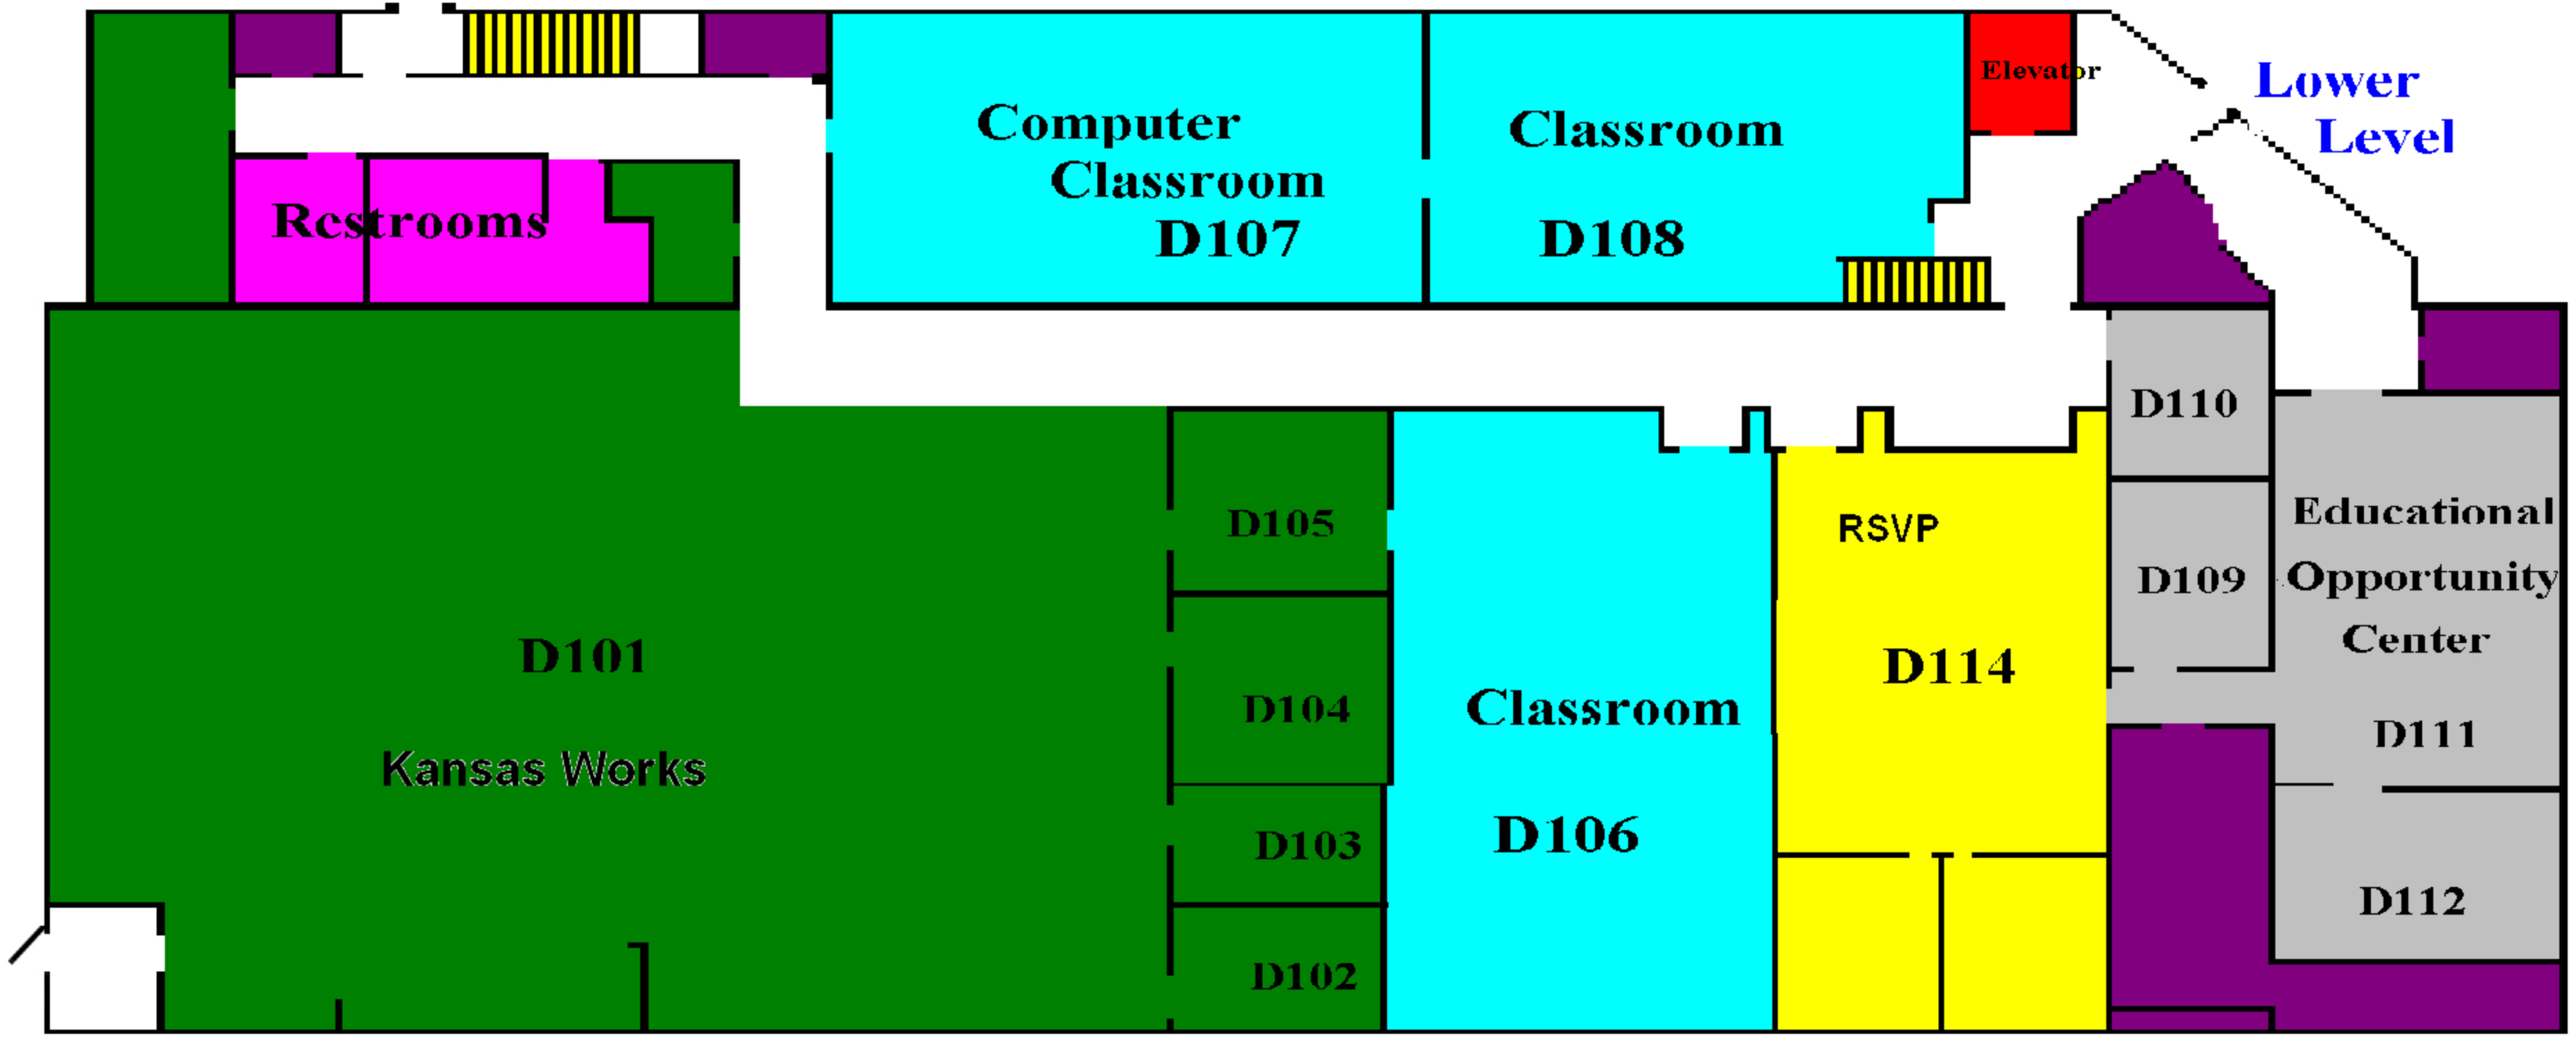 Elevator
Lower
Level
Computer
Classroom
D107
Classroom
D108
Restrooms
D110
Educational
Opportunity
Center
D111
D109
D112
RSVP
D114
D105
D104
D103
D102
D101
Kansas Works
Classroom
D106